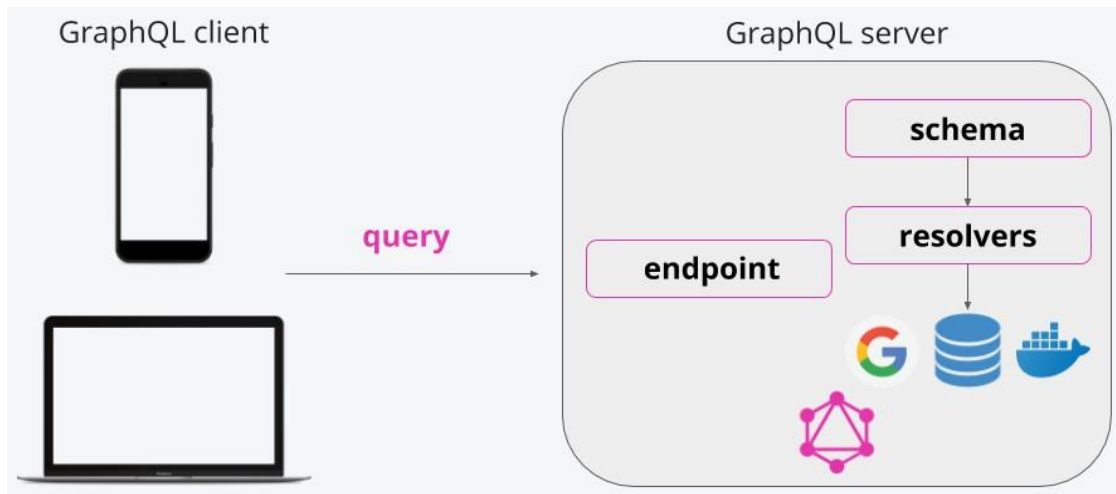 GraphQL client
GraphQL server
schema
query
resolvers
endpoint